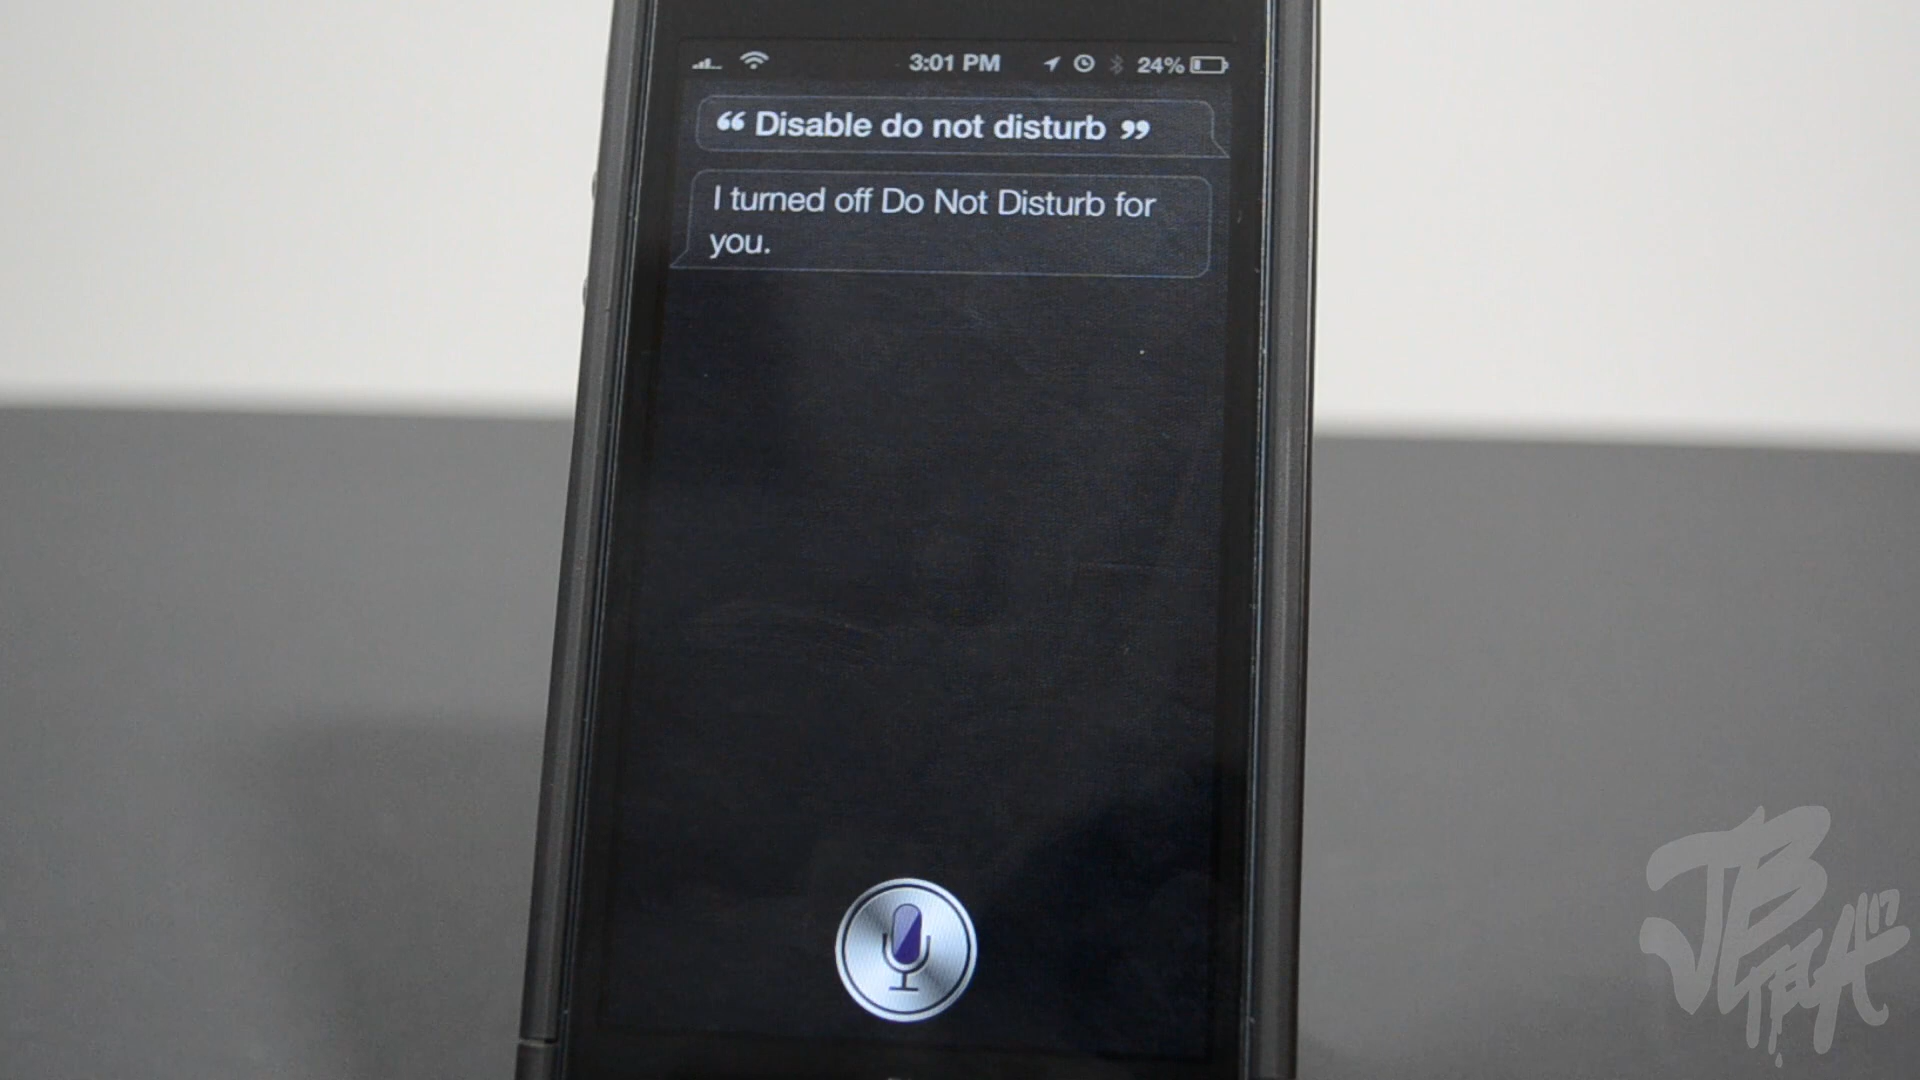 3:01 PM 24%
“ Disable do not disturb ”
I turned off Do Not Disturb for
you.